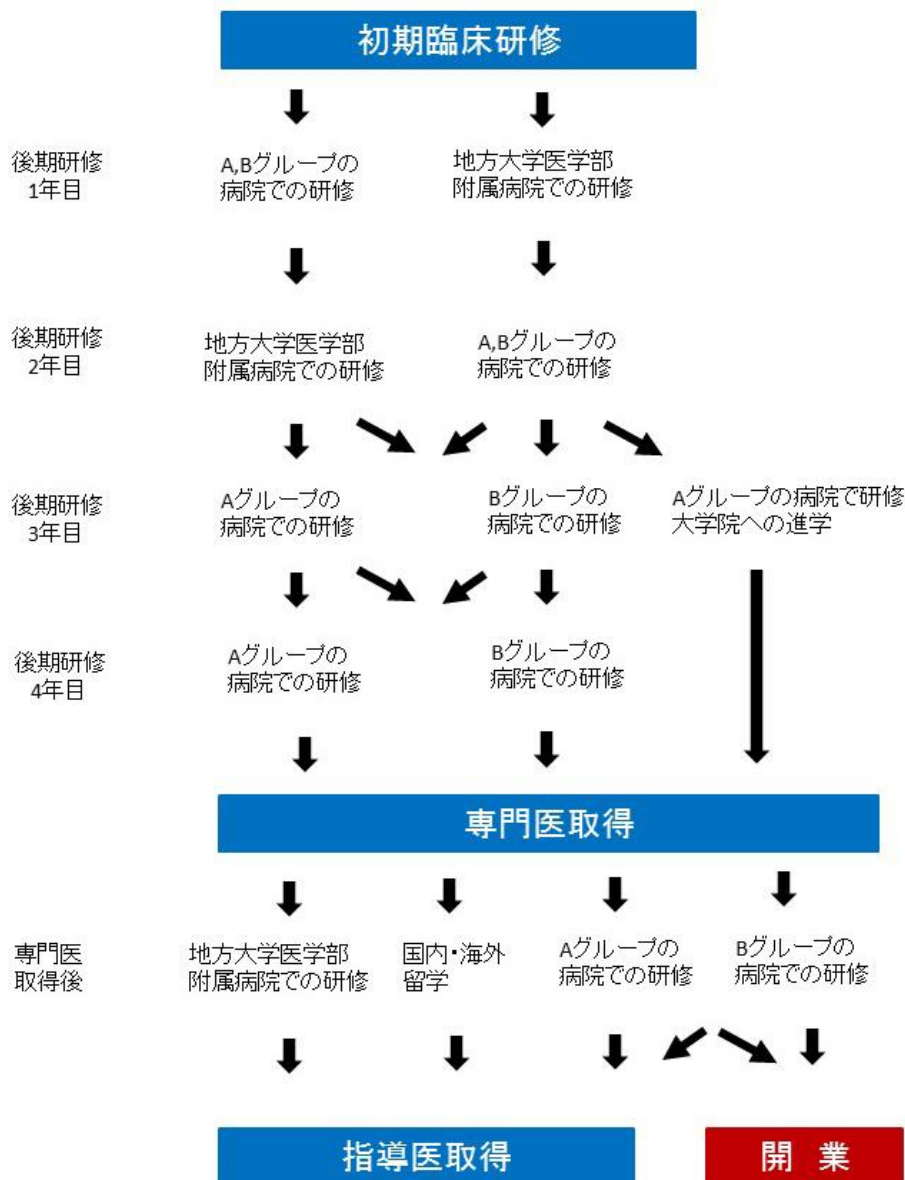 初期臨床研修
後期研修
1年目
A,Bグループの
病院での研修
地方大学医学部
附属病院での研修
後期研修
2年目
地方大学医学部
附属病院での研修
A,Bグループの
病院での研修
後期研修
3年目
Aグループの
病院での研修
Bグループの
病院での研修
Aグループの病院で研修
大学院への進学
後期研修
4年目
Aグループの
病院での研修
Bグループの
病院での研修
専門医取得
専門医
取得後
地方大学医学部
附属病院での研修
国内・海外
留学
Aグループの
病院での研修
Bグループの
病院での研修
指導医取得
開 業